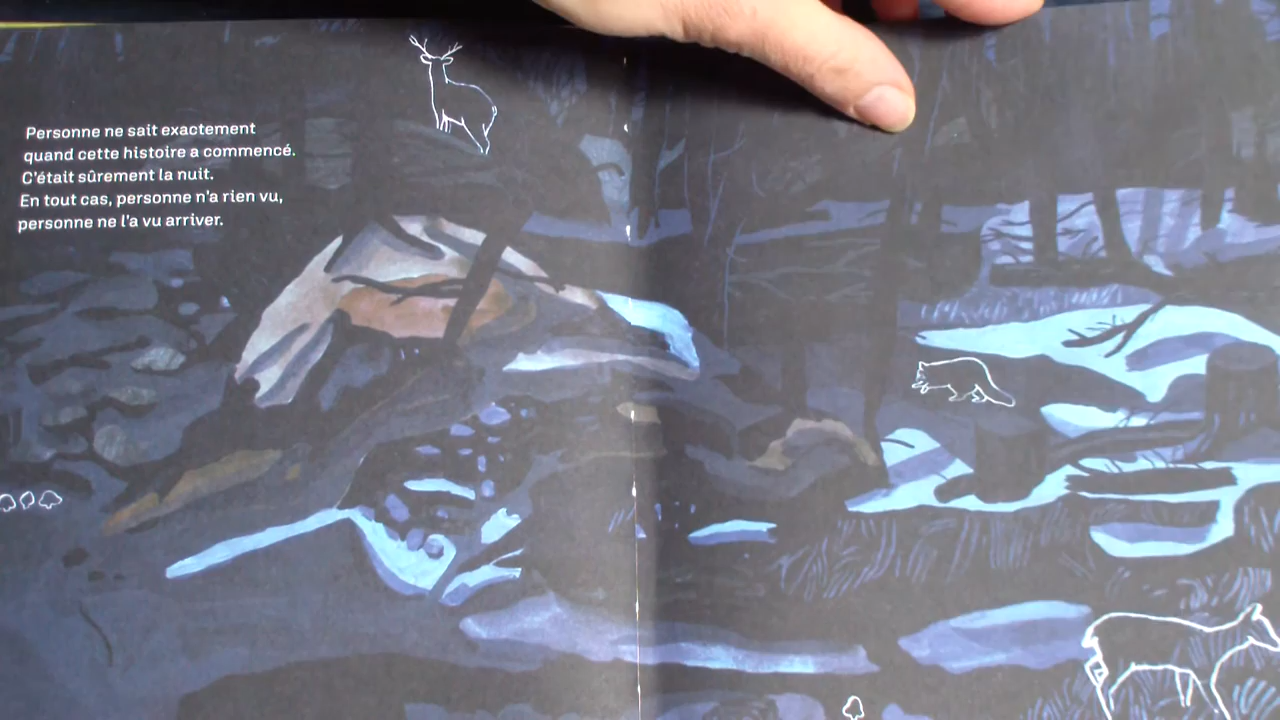 Personne ne sait exactement
quand cette histoire a commencé.
C'était sûrement la nuit.
En tout cas, personne n'a rien vu,
personne ne l'a vu arriver.